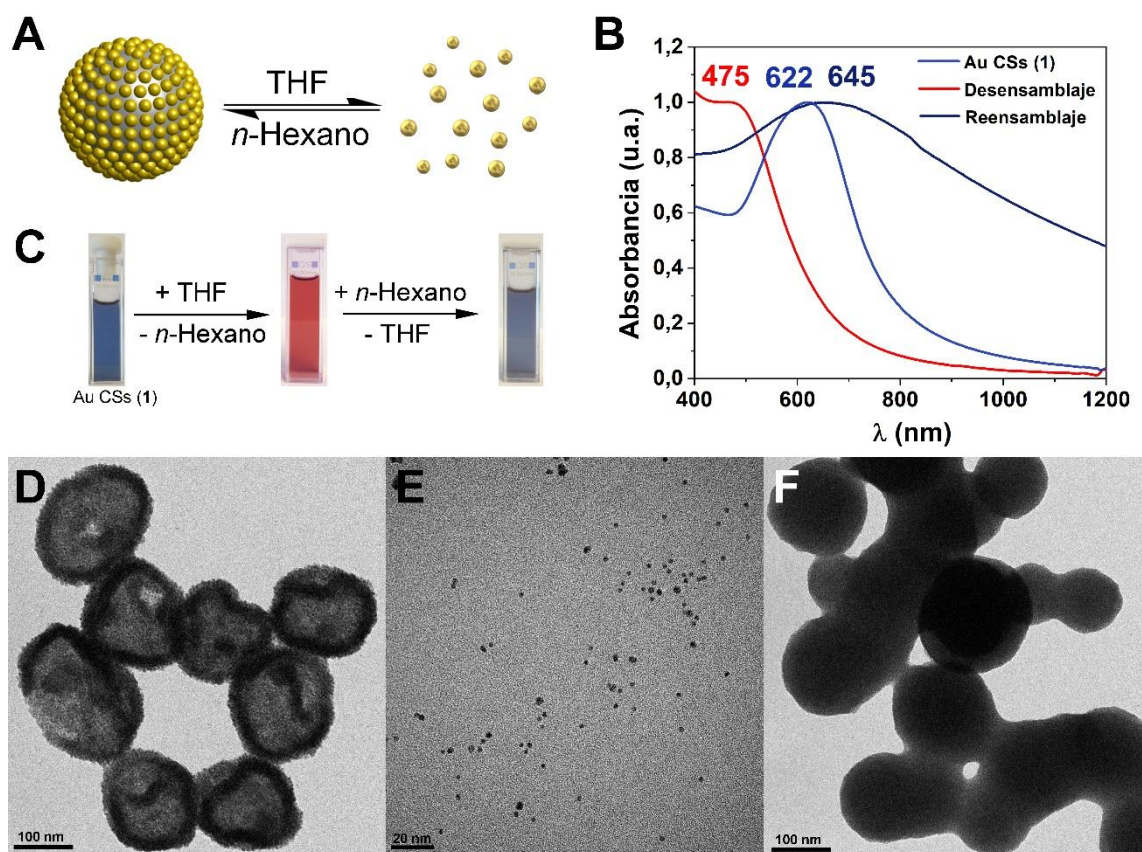 A
THF
n-Hexano
B
1,2
1,0
0,8
0,6
0,4
0,2
0,0
400
600
800
1000
1200
Absorbancia (u.a.)
λ (nm)
475
622
645
Au CSs (1)
Desensamblaje
Reensamblaje
C
+ THF
- n-Hexano
+ n-Hexano
- THF
Au CSs (1)
D
100 nm
E
20 nm
F
100 nm